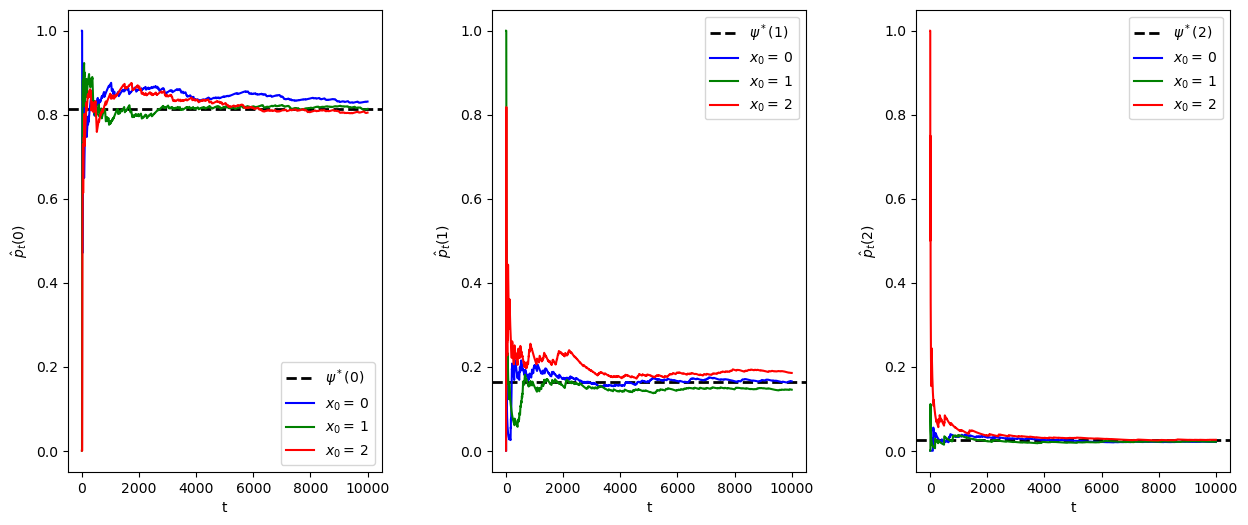 1.0
0.8
0.6
0.4
0.2
0.0
p̂ₜ(0)
0 2000 4000 6000 8000 10000
t
ψ*(0)
x₀ = 0
x₀ = 1
x₀ = 2
1.0
0.8
0.6
0.4
0.2
0.0
p̂ₜ(1)
0 2000 4000 6000 8000 10000
t
ψ*(1)
x₀ = 0
x₀ = 1
x₀ = 2
1.0
0.8
0.6
0.4
0.2
0.0
p̂ₜ(2)
0 2000 4000 6000 8000 10000
t
ψ*(2)
x₀ = 0
x₀ = 1
x₀ = 2